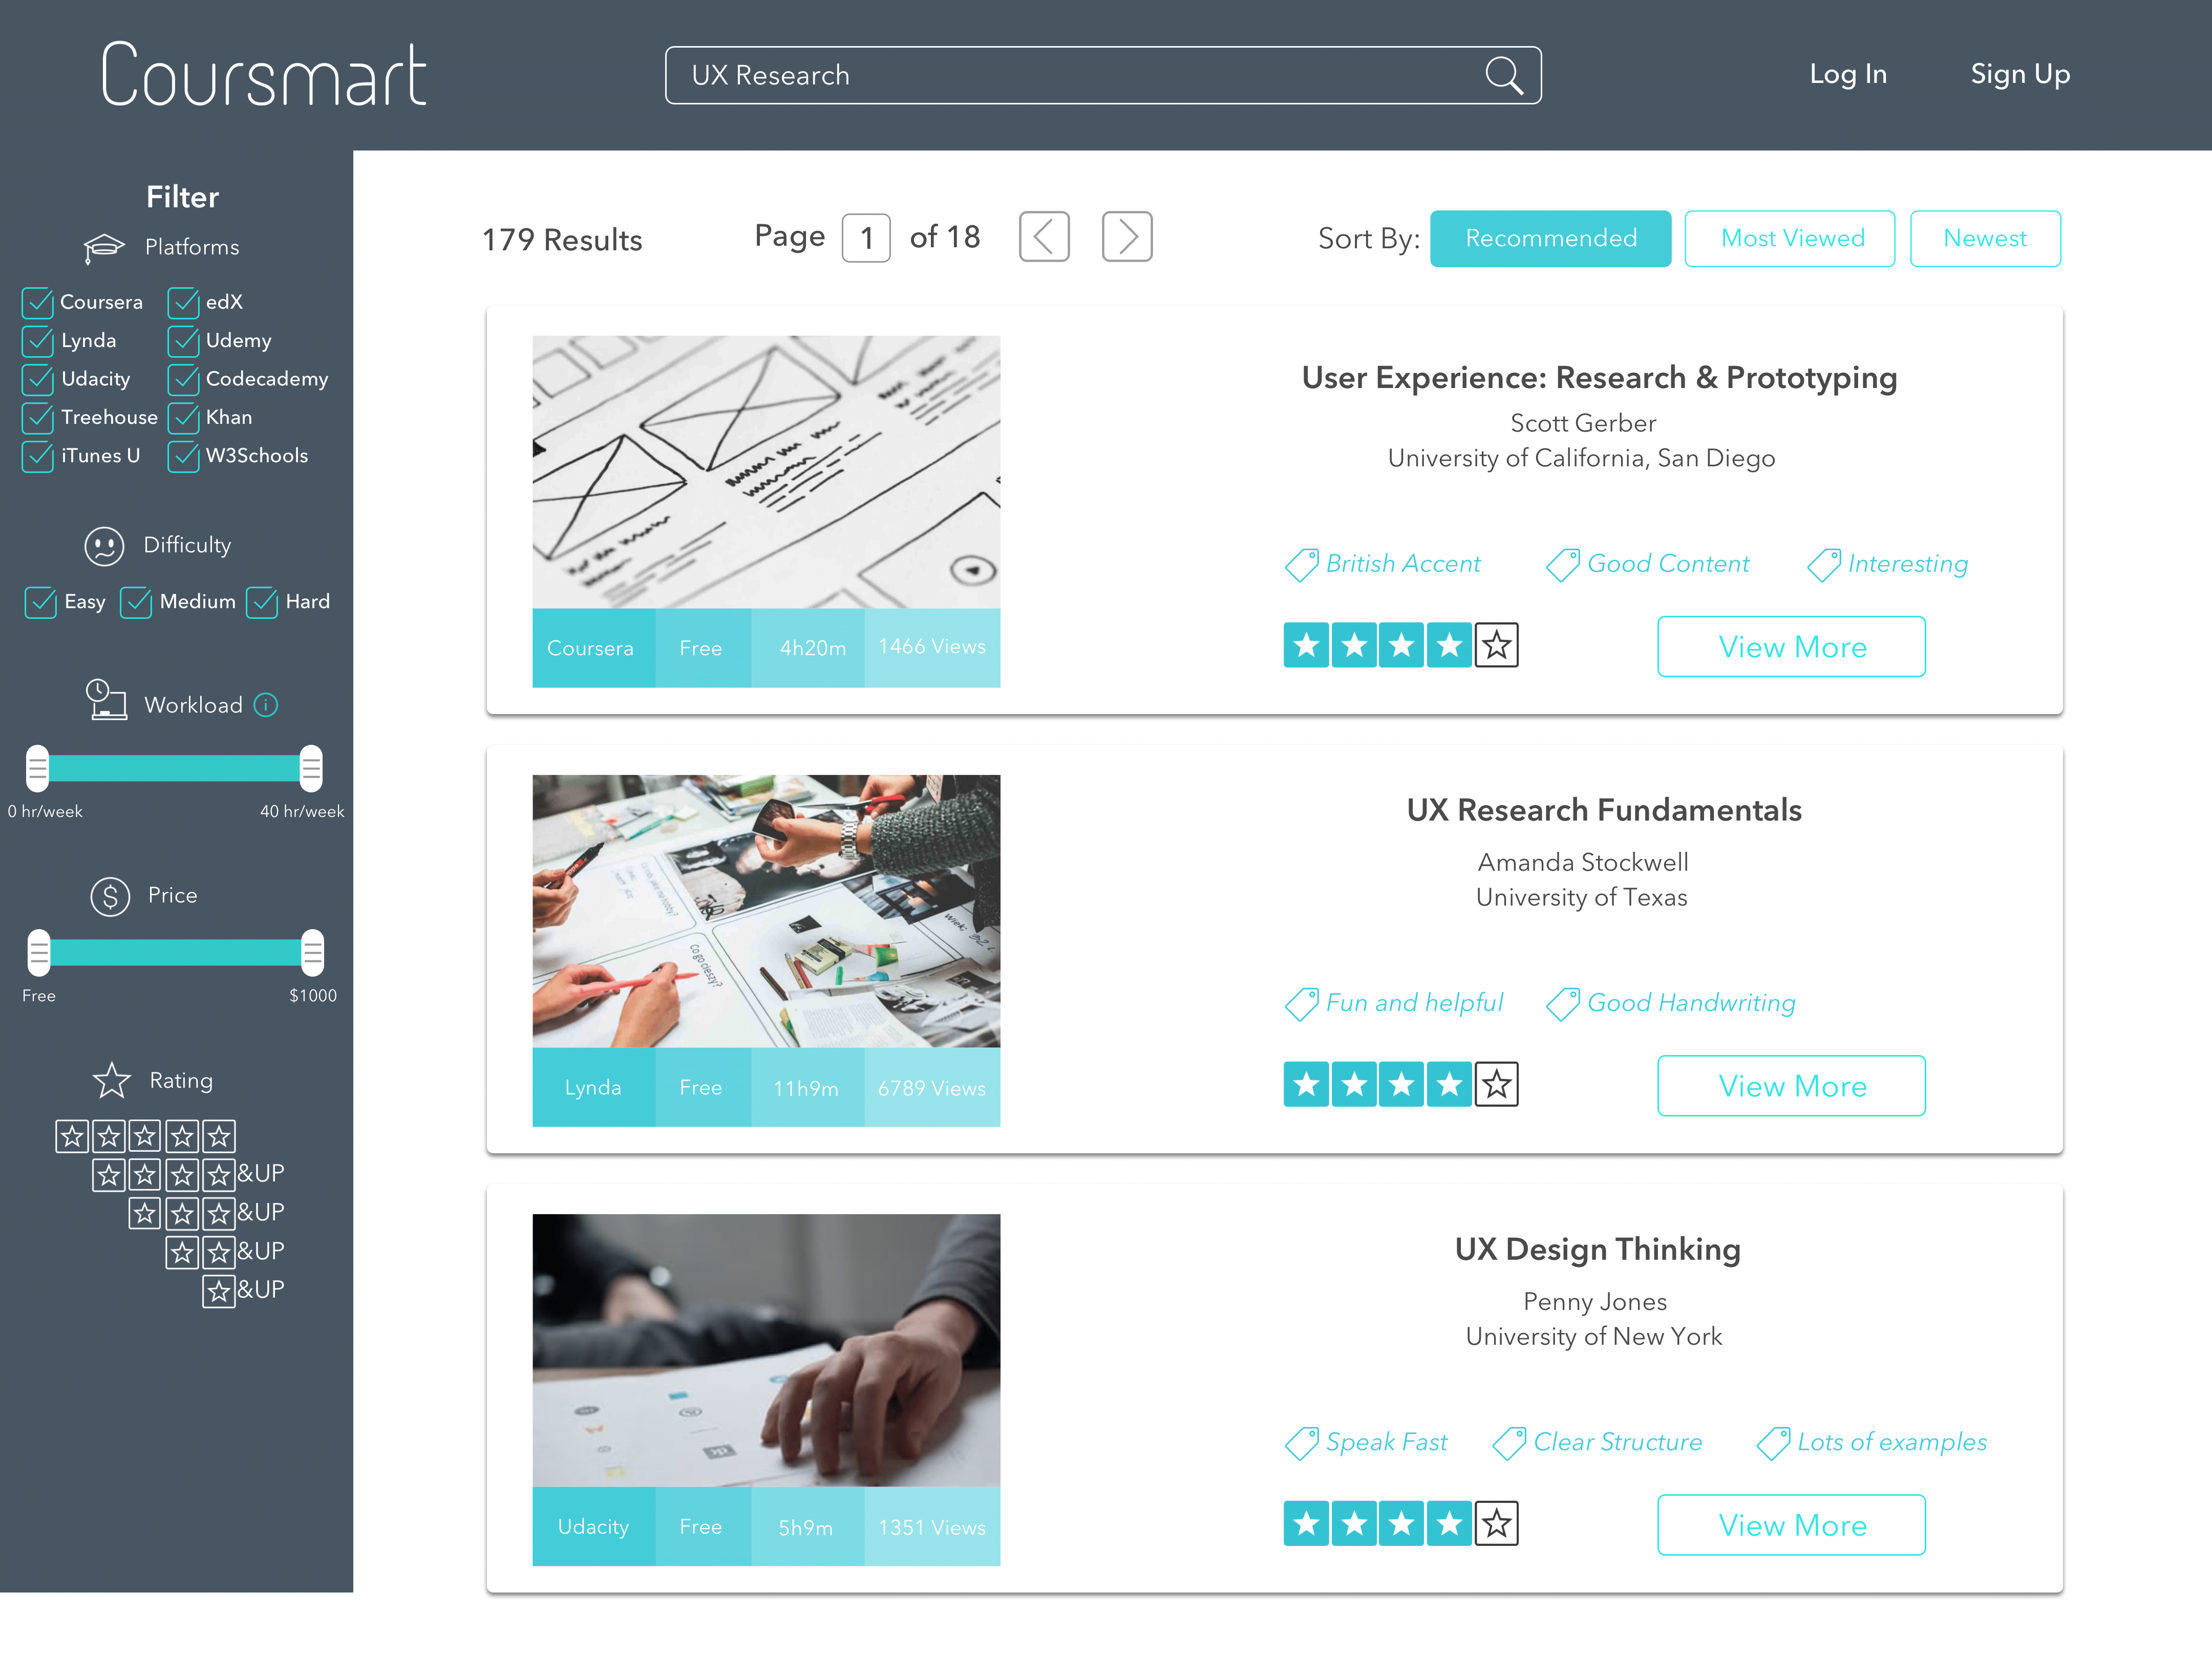 Coursmart
UX Research
Log In
Sign Up
Filter
Platforms
Coursera
edX
Lynda
Udemy
Udacity
Codecademy
Treehouse
Khan
iTunes U
W3Schools
Difficulty
Easy
Medium
Hard
Workload
i
0 hr/week
40 hr/week
$
Price
Free
$1000
Rating
&UP
&UP
&UP
&UP
179 Results
Page 1 of 18
Sort By:
Recommended
Most Viewed
Newest
User Experience: Research & Prototyping
Scott Gerber
University of California, San Diego
British Accent
Good Content
Interesting
Coursera
Free
4h20m
1466 Views
View More
UX Research Fundamentals
Amanda Stockwell
University of Texas
Co go cieszy?
Fun and helpful
Good Handwriting
Lynda
Free
11h9m
6789 Views
View More
UX Design Thinking
Penny Jones
University of New York
Speak Fast
Clear Structure
Lots of examples
Udacity
Free
5h9m
1351 Views
View More